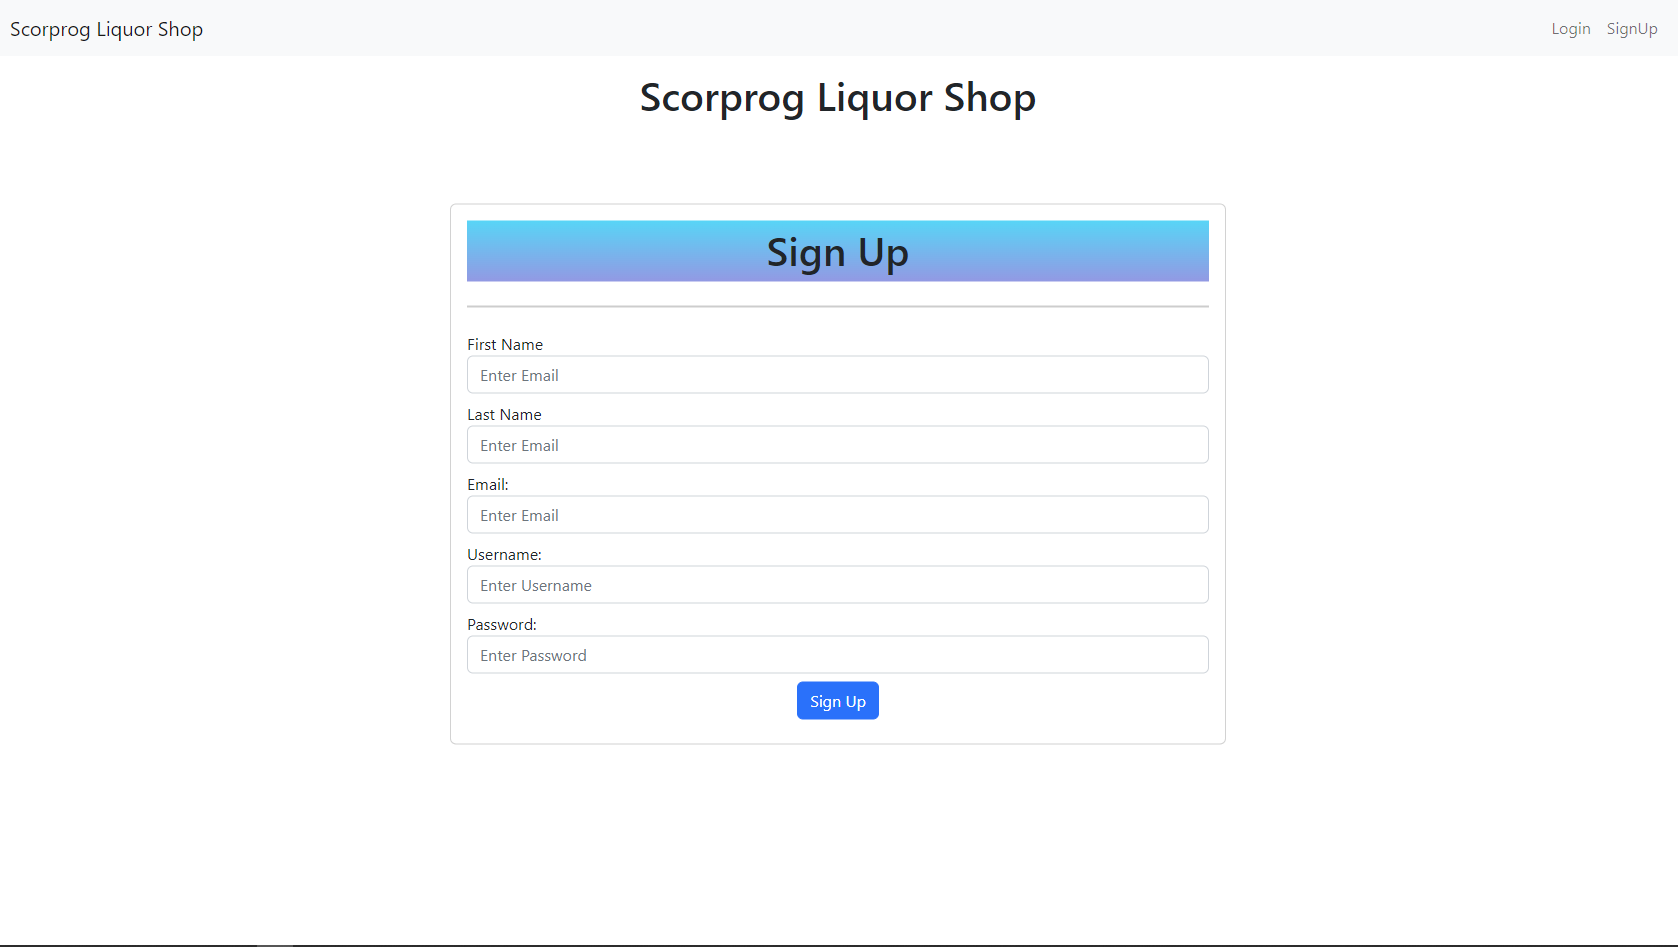 Scorprog Liquor Shop
Login SignUp
Scorprog Liquor Shop
Sign Up
First Name
Enter Email
Last Name
Enter Email
Email:
Enter Email
Username:
Enter Username
Password:
Enter Password
Sign Up